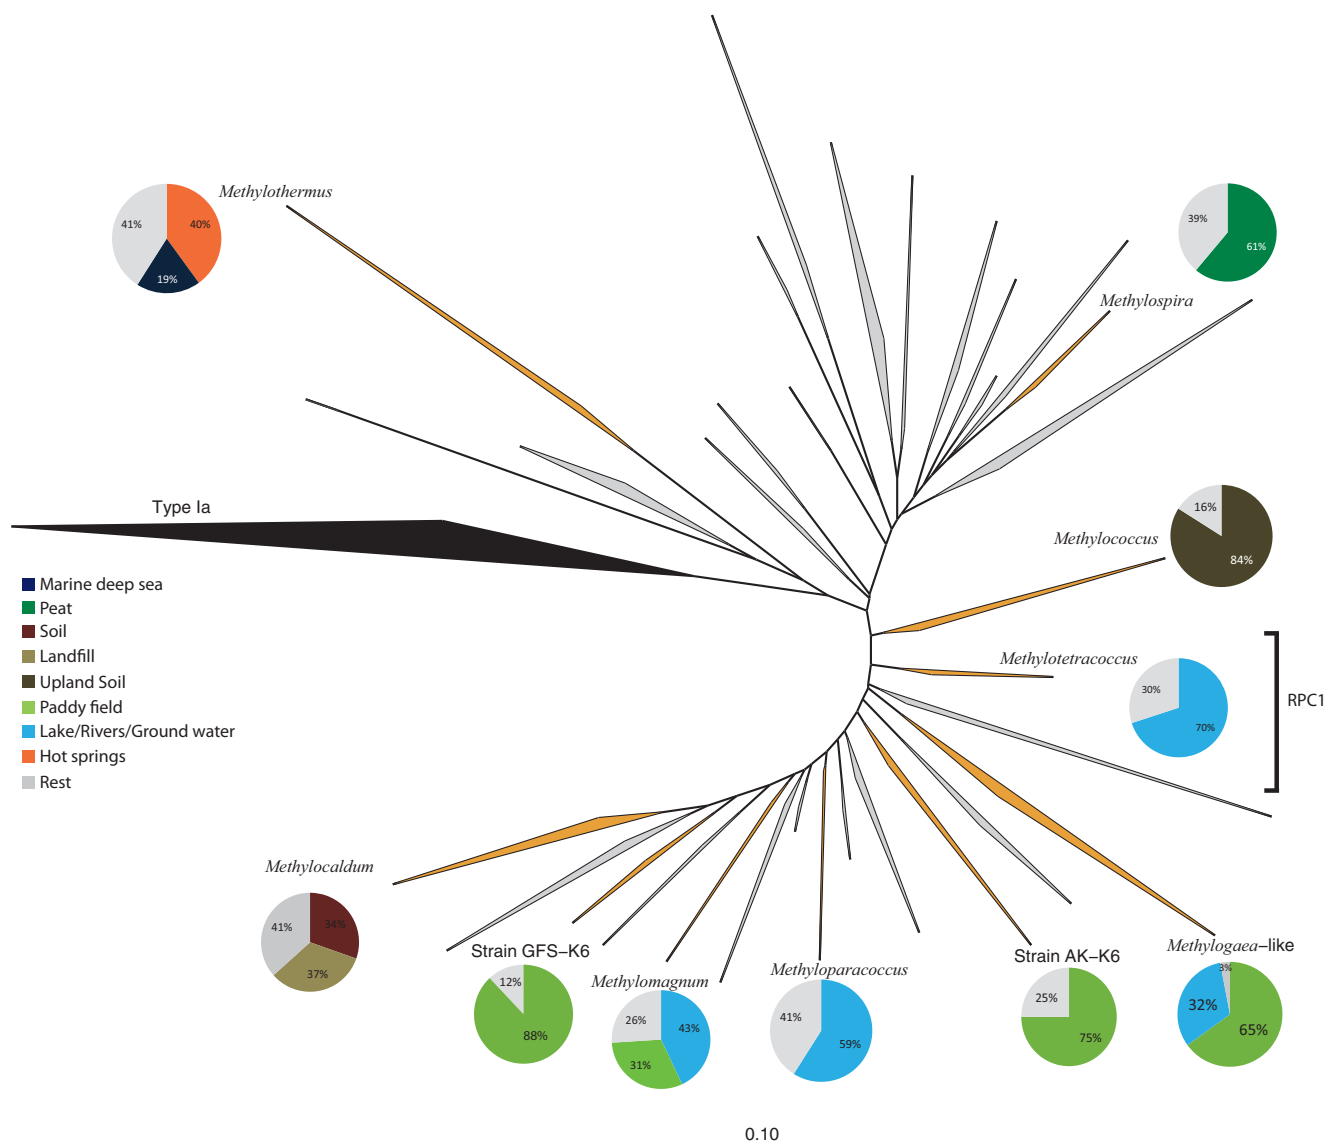 Methylothermus
41%
40%
19%
39%
61%
Methylospira
Type Ia
16%
84%
Methylococcus
Marine deep sea
Peat
Soil
Landfill
Upland Soil
Paddy field
Lake/Rivers/Ground water
Hot springs
Rest
Methylotetracoccus
30%
70%
RPC1
Methylocaldum
41%
34%
37%
Strain GFS–K6
12%
88%
Methylomagnum
26%
43%
31%
Methyloparacoccus
41%
59%
Strain AK–K6
25%
75%
Methylogaea–like
3%
32%
65%
0.10